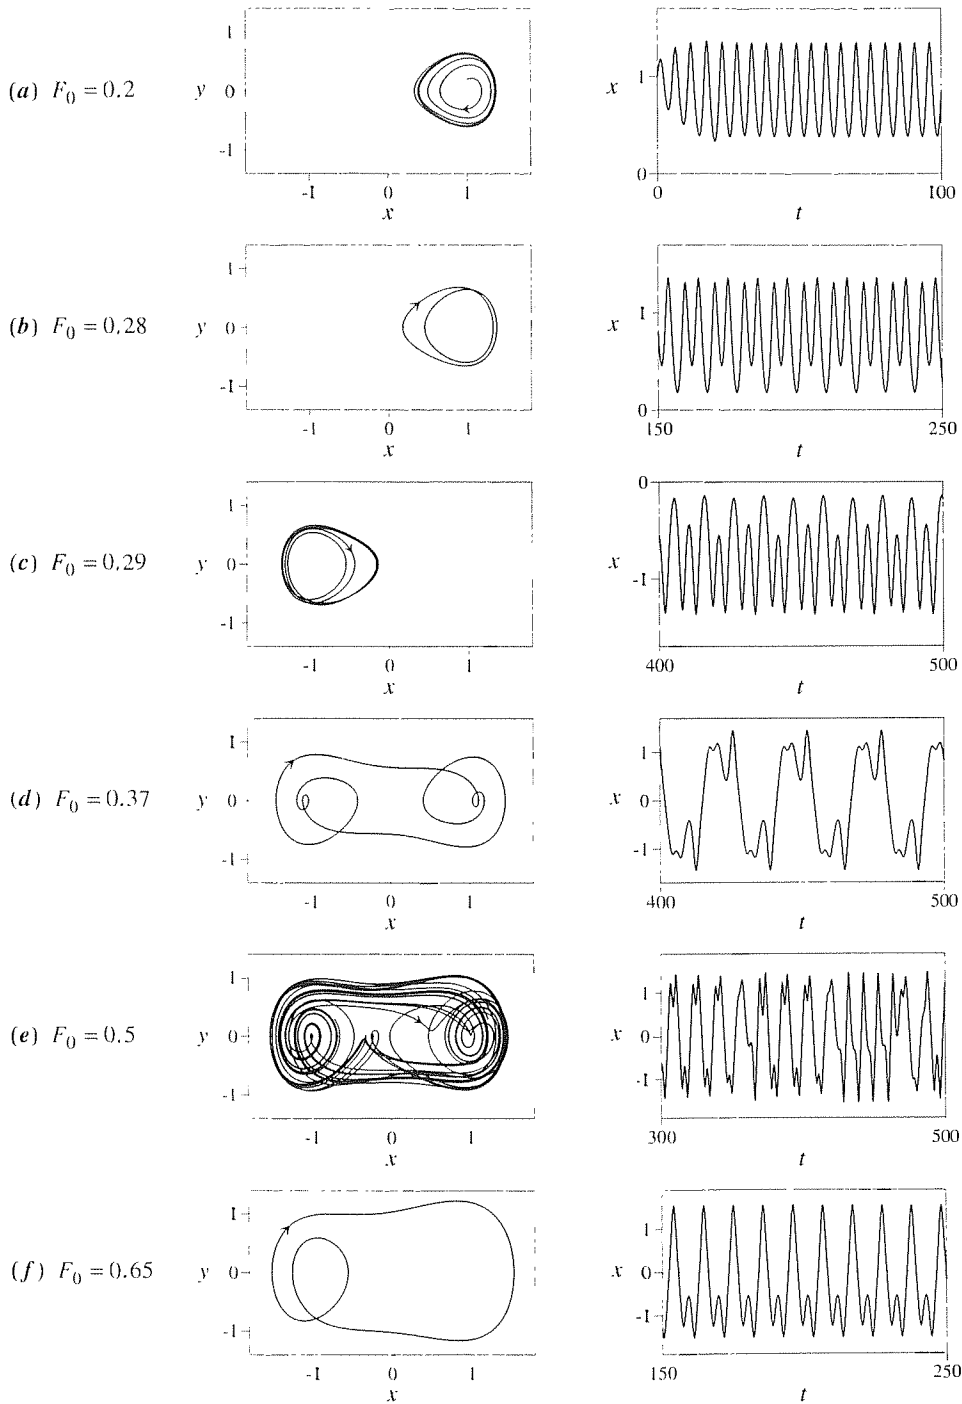 1
(a) F₀ = 0.2 y 0
-1
-1 0 1
x
x 1
0
0 100
t
1
(b) F₀ = 0.28 y 0
-1
-1 0 1
x
x 1
0
150 250
t
1
(c) F₀ = 0.29 y 0
-1
-1 0 1
x
0
x -1
400 500
t
1
(d) F₀ = 0.37 y 0
-1
-1 0 1
x
1
x 0
-1
400 500
t
1
(e) F₀ = 0.5 y 0
-1
-1 0 1
x
1
x 0
-1
300 500
t
1
(f) F₀ = 0.65 y 0
-1
-1 0 1
x
1
x 0
-1
150 250
t